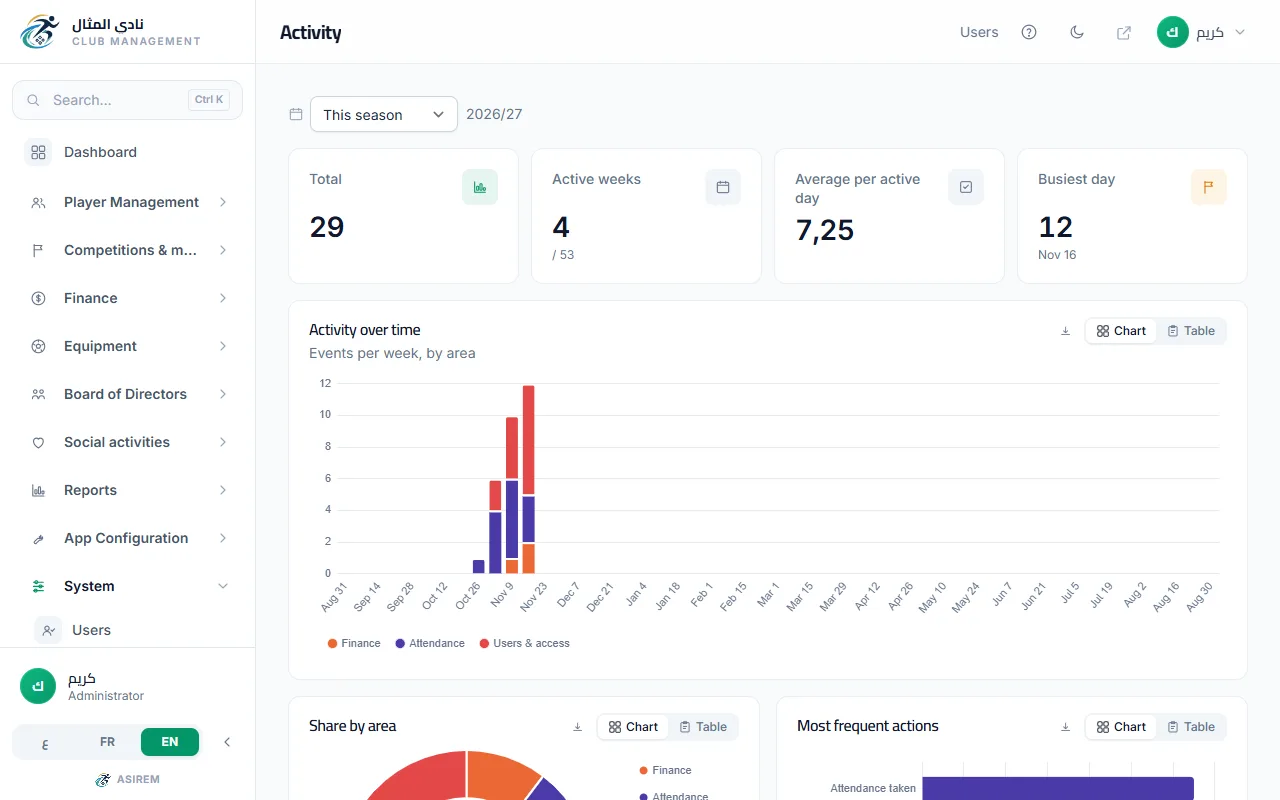 نادي المثال
CLUB MANAGEMENT
Activity
Users
ك
كريم
Search...
Ctrl K
Dashboard
Player Management
Competitions & m...
Finance
Equipment
Board of Directors
Social activities
Reports
App Configuration
System
Users
ك
كريم
Administrator
ع
FR
EN
ASIREM
This season
2026/27
Total
29
Active weeks
4
/ 53
Average per active day
7,25
Busiest day
12
Nov 16
Activity over time
Events per week, by area
Chart
Table
12
10
8
6
4
2
0
Aug 31
Sep 14
Sep 28
Oct 12
Oct 26
Nov 9
Nov 23
Dec 7
Dec 21
Jan 4
Jan 18
Feb 1
Feb 15
Mar 1
Mar 15
Mar 29
Apr 12
Apr 26
May 10
May 24
Jun 7
Jun 21
Jul 5
Jul 19
Aug 2
Aug 16
Aug 30
Finance
Attendance
Users & access
Share by area
Chart
Table
Finance
Attendance
Most frequent actions
Chart
Table
Attendance taken